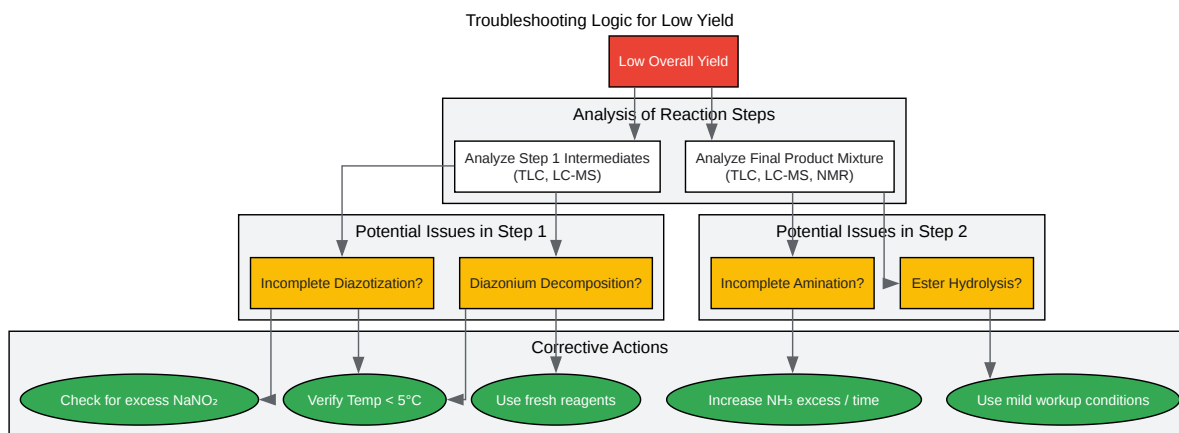 Troubleshooting Logic for Low Yield
Low Overall Yield
Analysis of Reaction Steps
Analyze Step 1 Intermediates
(TLC, LC-MS)
Analyze Final Product Mixture
(TLC, LC-MS, NMR)
Potential Issues in Step 1
Potential Issues in Step 2
Incomplete Diazotization?
Diazonium Decomposition?
Incomplete Amination?
Ester Hydrolysis?
Corrective Actions
Check for excess NaNO₂
Verify Temp < 5°C
Use fresh reagents
Increase NH₃ excess / time
Use mild workup conditions